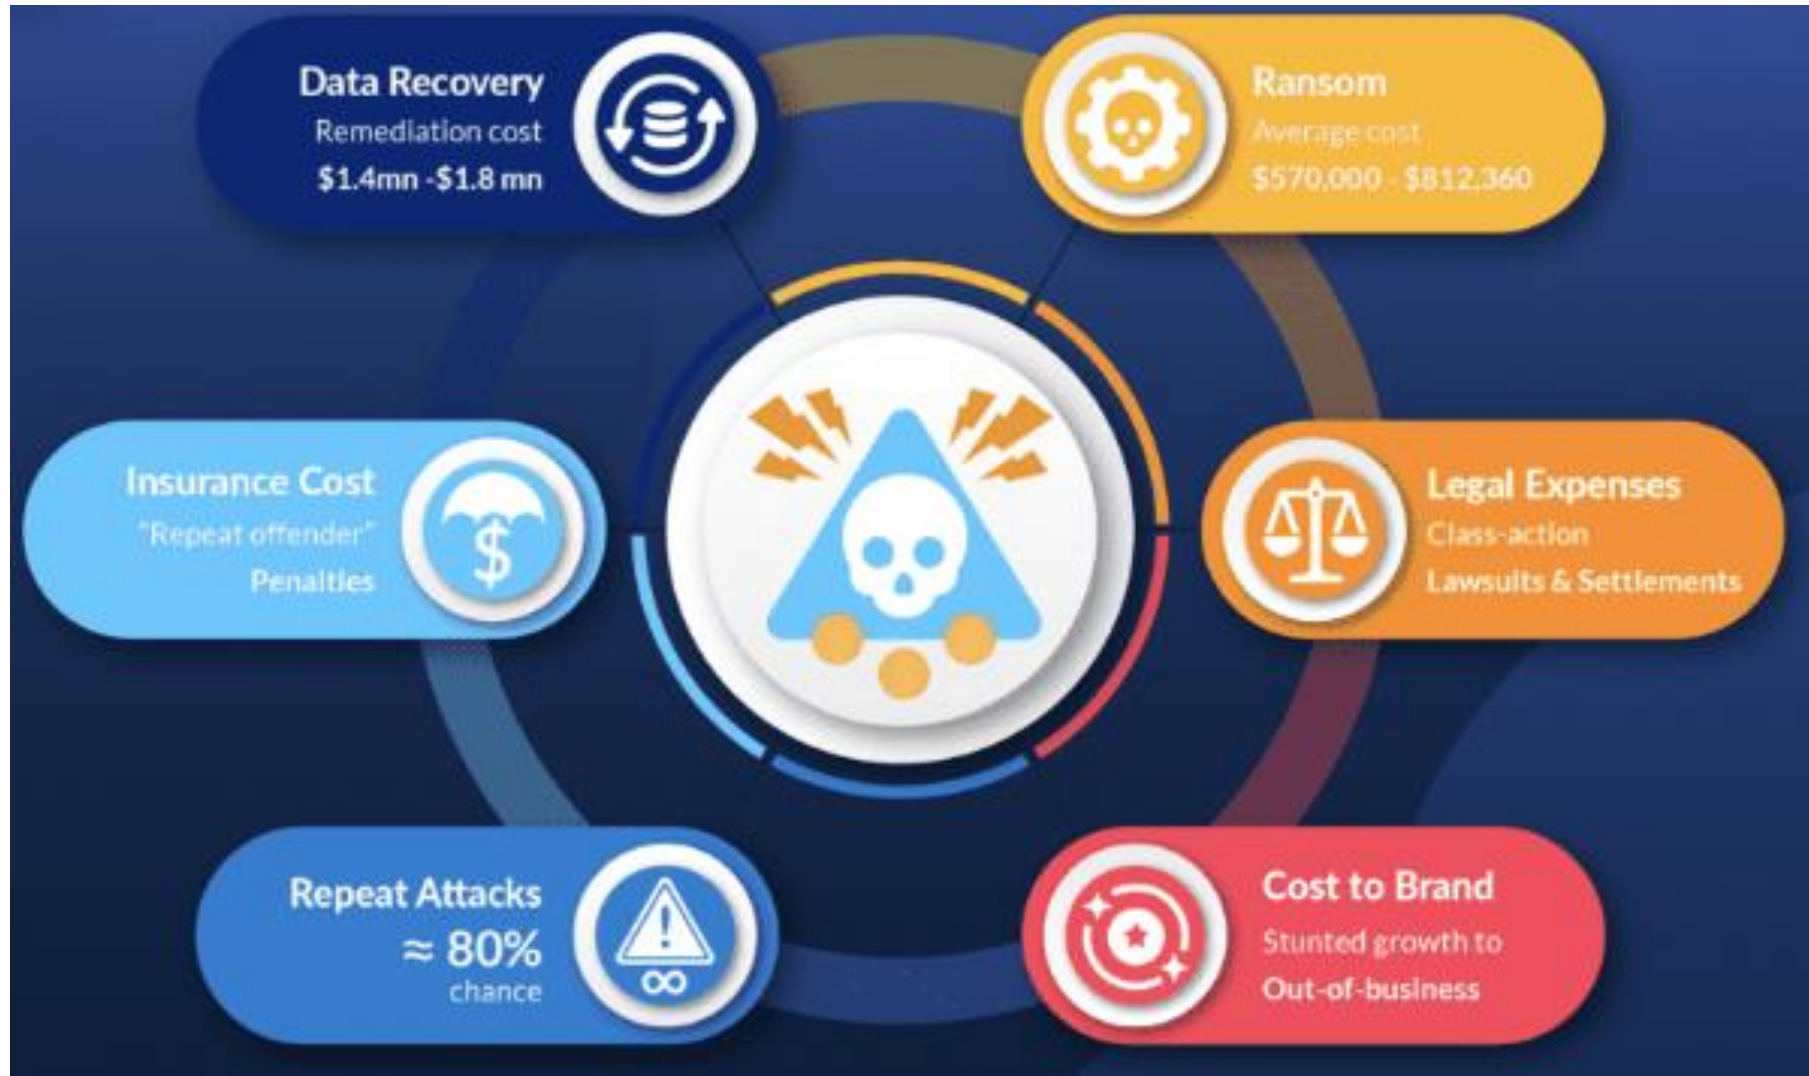 Data Recovery
Remediation cost
$1.4mn -$1.8 mn
Ransom
Average cost
$570,000 - $812,360
Insurance Cost
"Repeat offender"
Penalties
Legal Expenses
Class-action
Lawsuits & Settlements
Repeat Attacks
≈ 80%
chance
Cost to Brand
Stunted growth to
Out-of-business